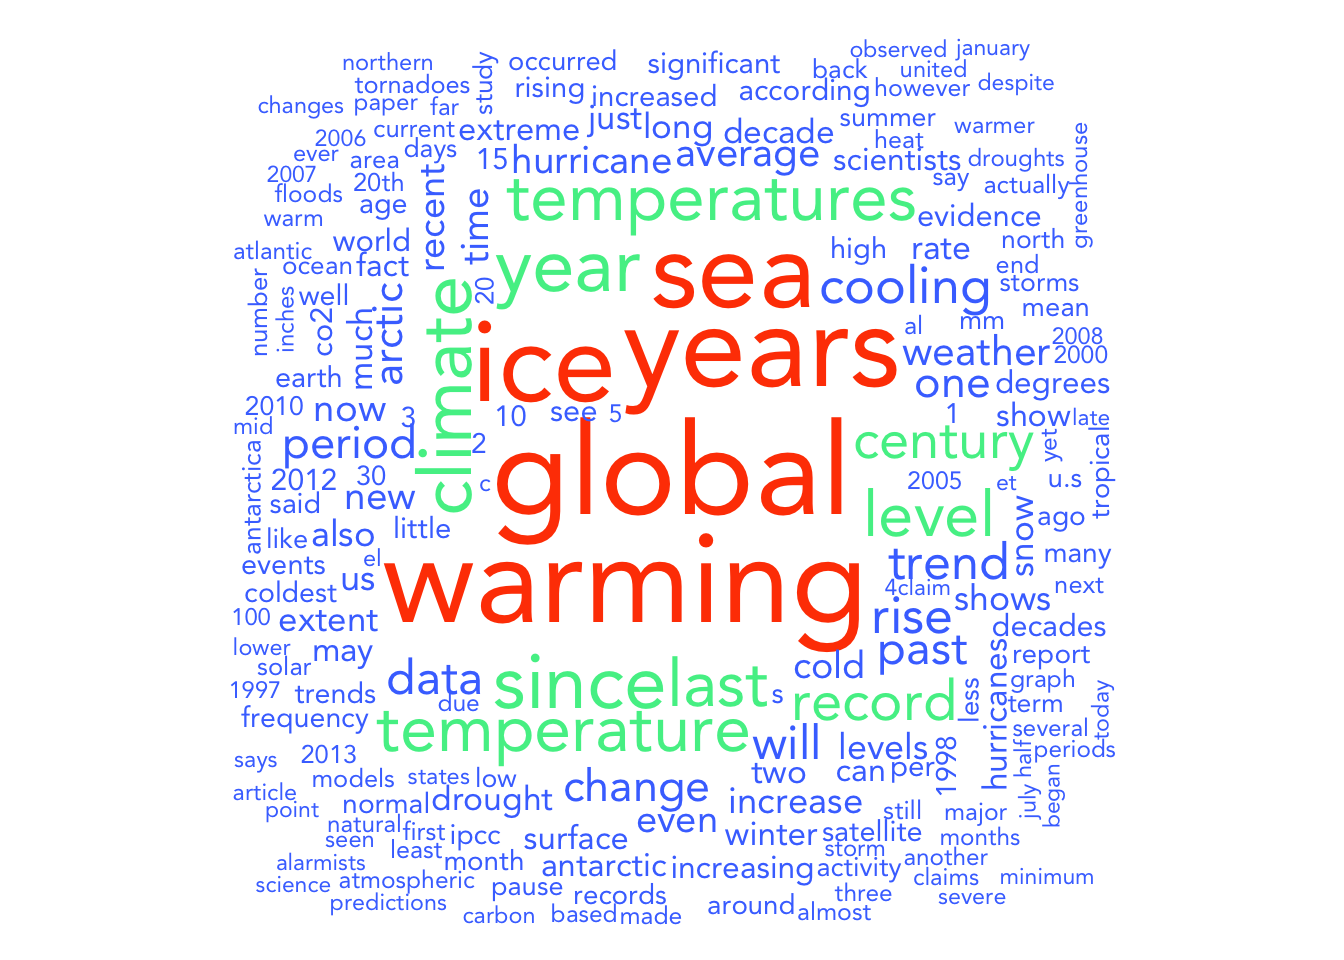 observed january
northern occurred significant back united
tornadoes study rising increased according however despite
changes paper far
2006 current extreme just long decade summer warmer
ever area days 15 hurricane average heat scientists droughts
2007 20th recent time temperatures say actually greenhouse
floods age evidence
warm
atlantic world year sea high rate north
ocean fact 20 cooling end storms
number inches well co2 much arctic climate ice years al mm mean
2008
weather 2000
earth one degrees
2010 now 3 10 see 5 1 show late
mid period 2 global century yet tropical
antarctica 2012 30 c 2005 et u.s
said new level ago
like also little snow
events el trend many
coldest us warming 4 claim next
100 extent rise shows
decades
lower may past report
solar data since last s cold hurricanes
1997 trends due record less graph
frequency temperature term today
several
says 2013 will levels 1998 half periods
models states low two can per
article change july began
point normal drought increase still major
natural first ipcc surface even winter satellite months
seen least storm
alarmists month antarctic increasing activity another
science atmospheric pause claims minimum
predictions records three severe
carbon based made around almost